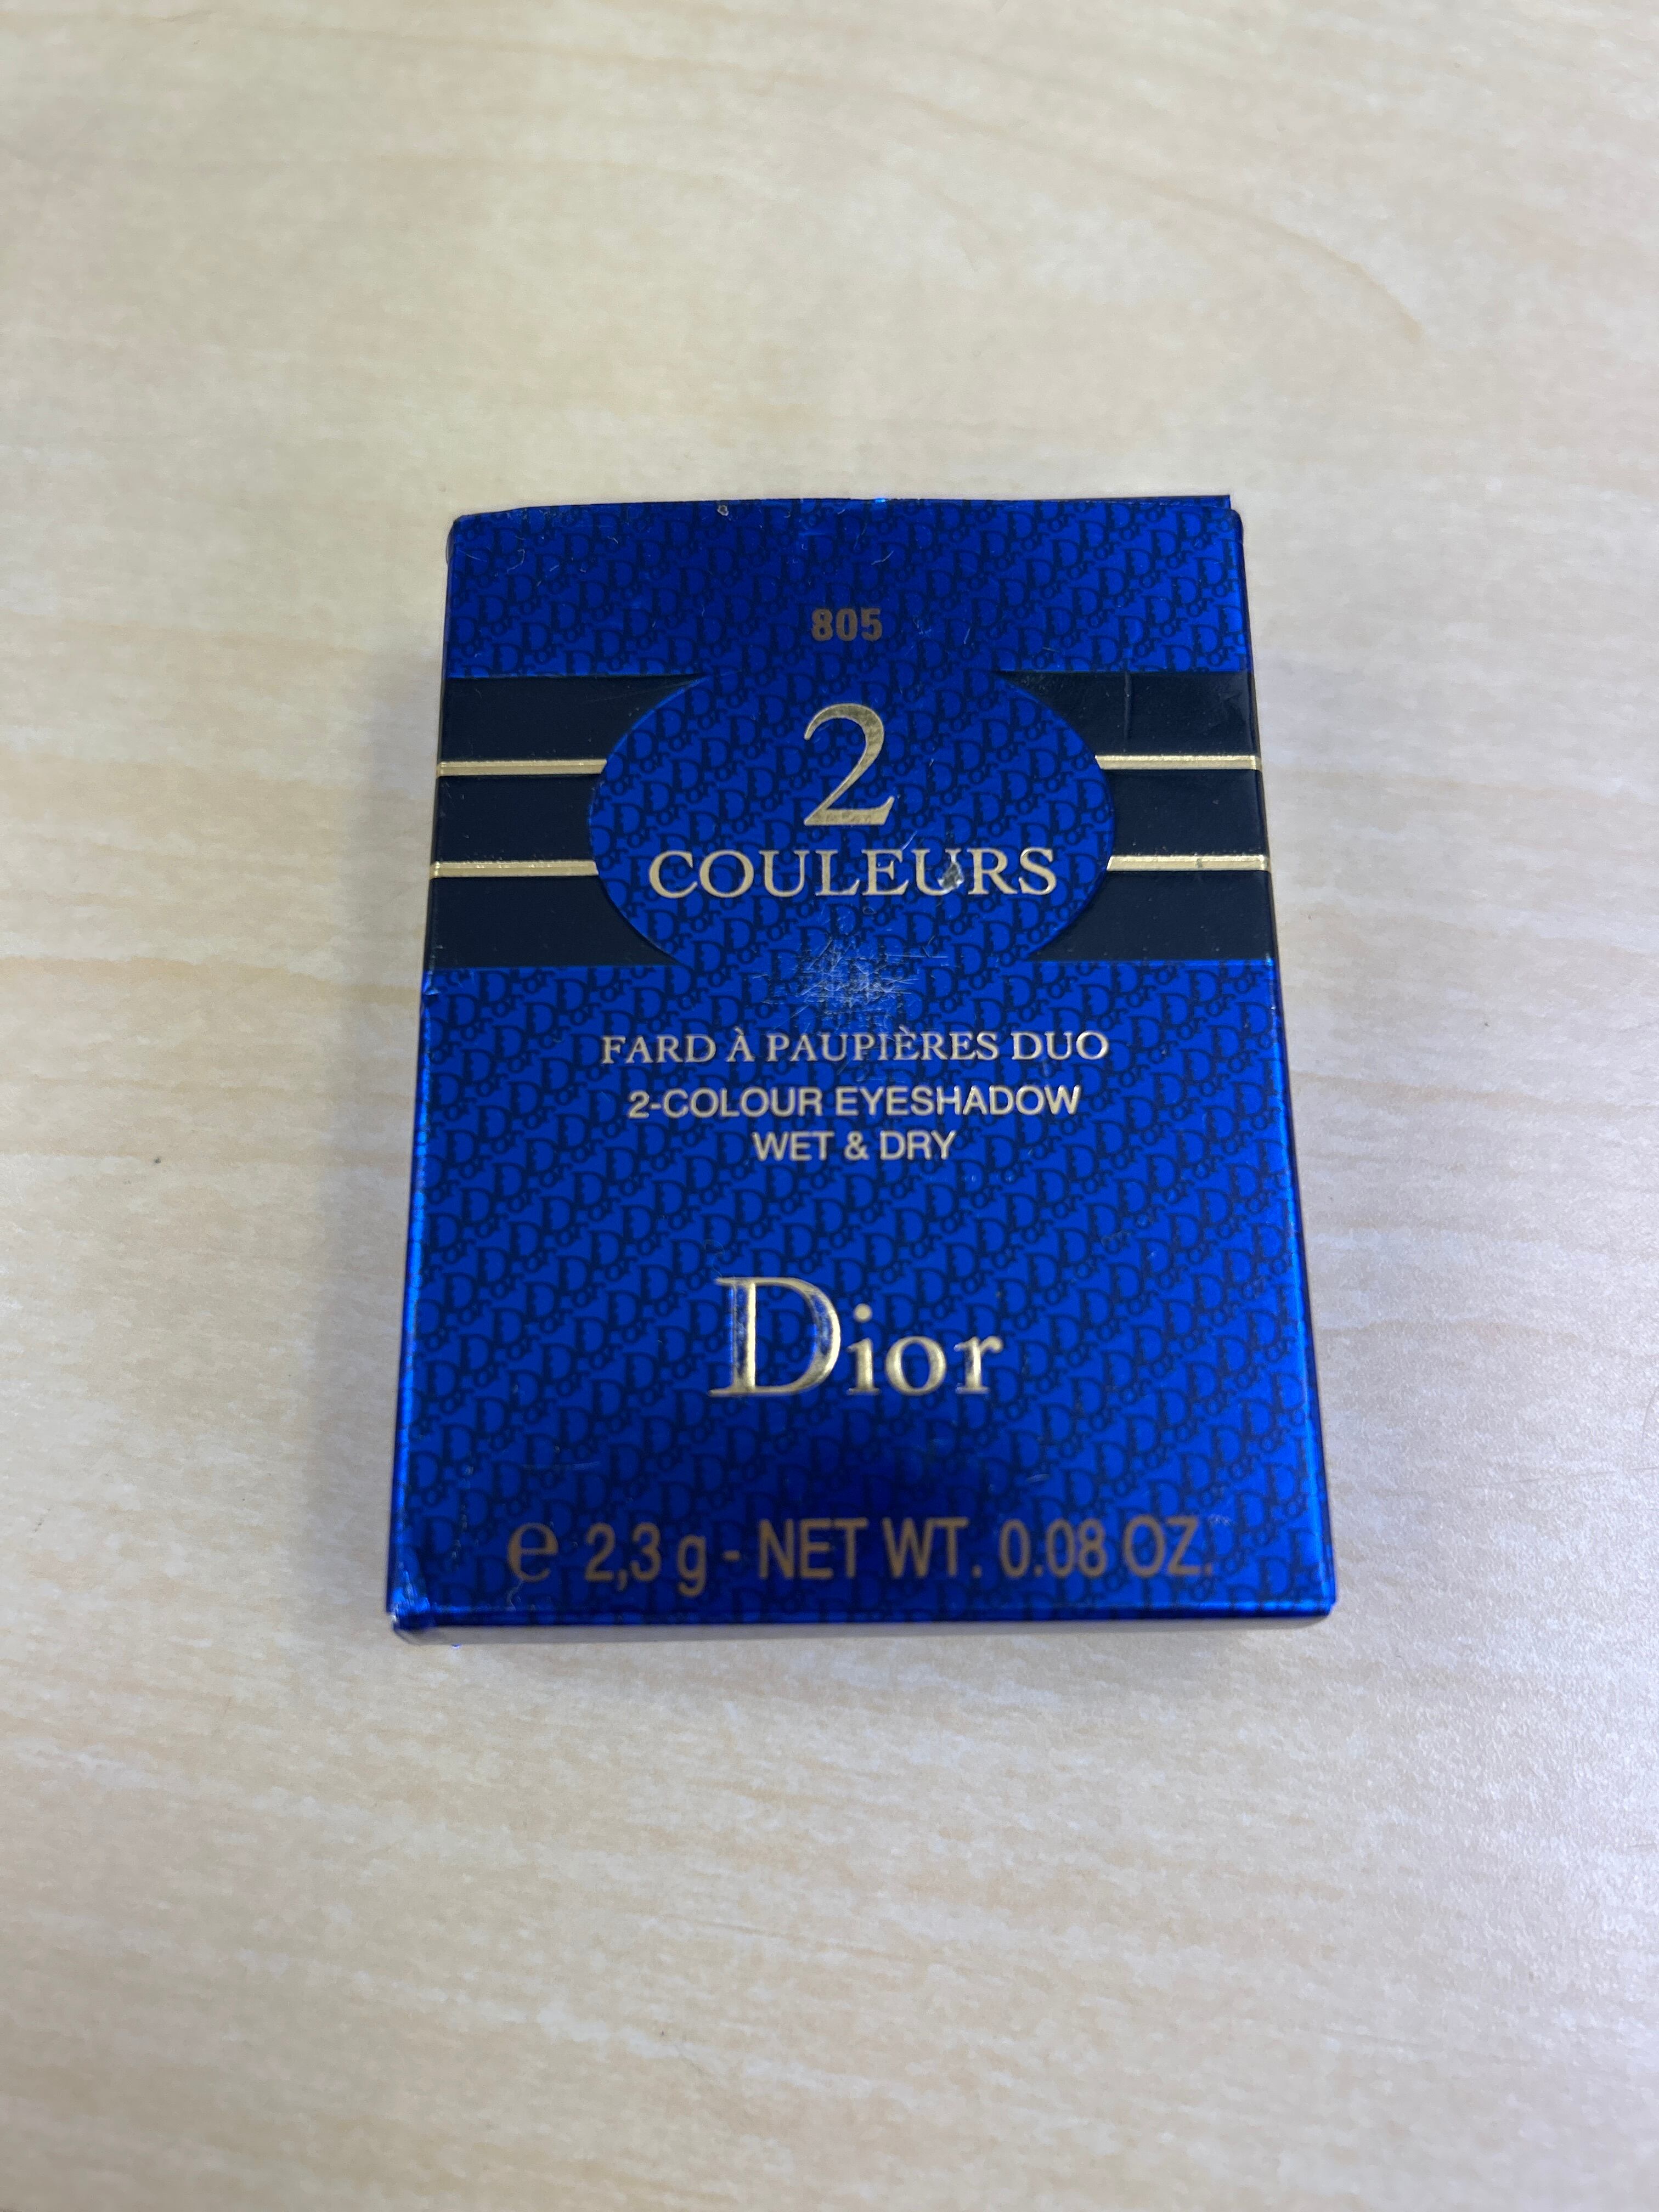 805
2
COULEURS
FARD À PAUPIÈRES DUO
2-COLOUR EYESHADOW
WET & DRY
Dior
e 2,3 g - NET WT. 0.08 OZ.